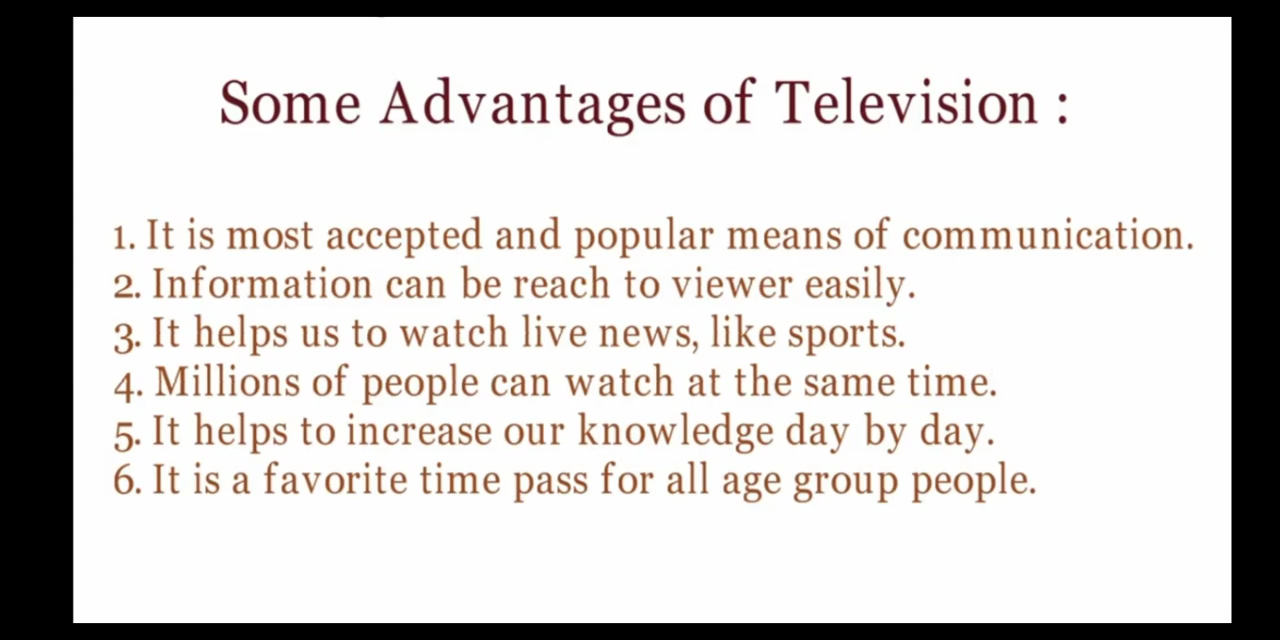 Some Advantages of Television :
1. It is most accepted and popular means of communication.
2. Information can be reach to viewer easily.
3. It helps us to watch live news, like sports.
4. Millions of people can watch at the same time.
5. It helps to increase our knowledge day by day.
6. It is a favorite time pass for all age group people.